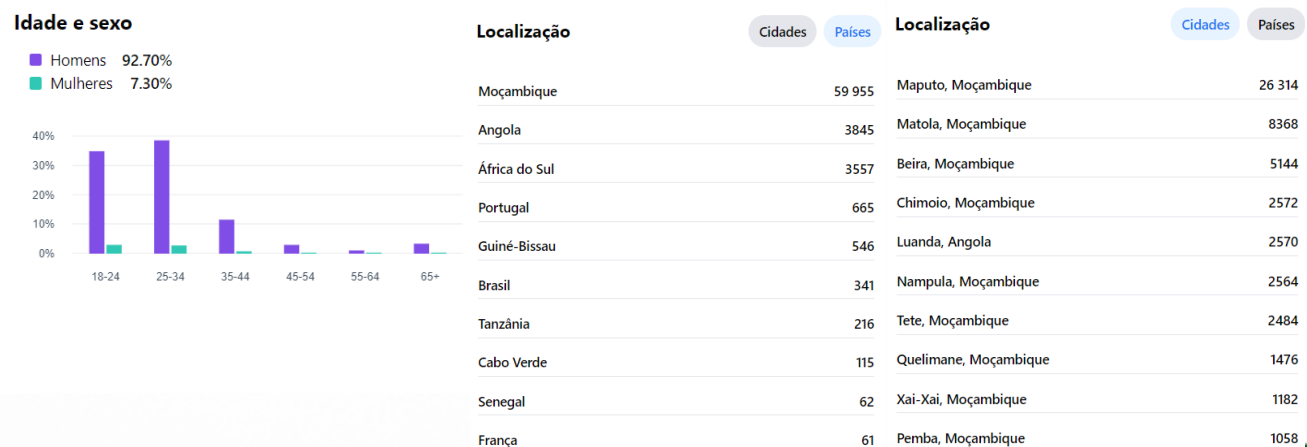 Idade e sexo
Homens 92.70%
Mulheres 7.30%
40%
30%
20%
10%
0%
18-24 25-34 35-44 45-54 55-64 65+
Localização Cidades Países
Moçambique 59 955
Angola 3845
África do Sul 3557
Portugal 665
Guiné-Bissau 546
Brasil 341
Tanzânia 216
Cabo Verde 115
Senegal 62
França 61
Localização Cidades Países
Maputo, Moçambique 26 314
Matola, Moçambique 8368
Beira, Moçambique 5144
Chimoio, Moçambique 2572
Luanda, Angola 2570
Nampula, Moçambique 2564
Tete, Moçambique 2484
Quelimane, Moçambique 1476
Xai-Xai, Moçambique 1182
Pemba, Moçambique 1058